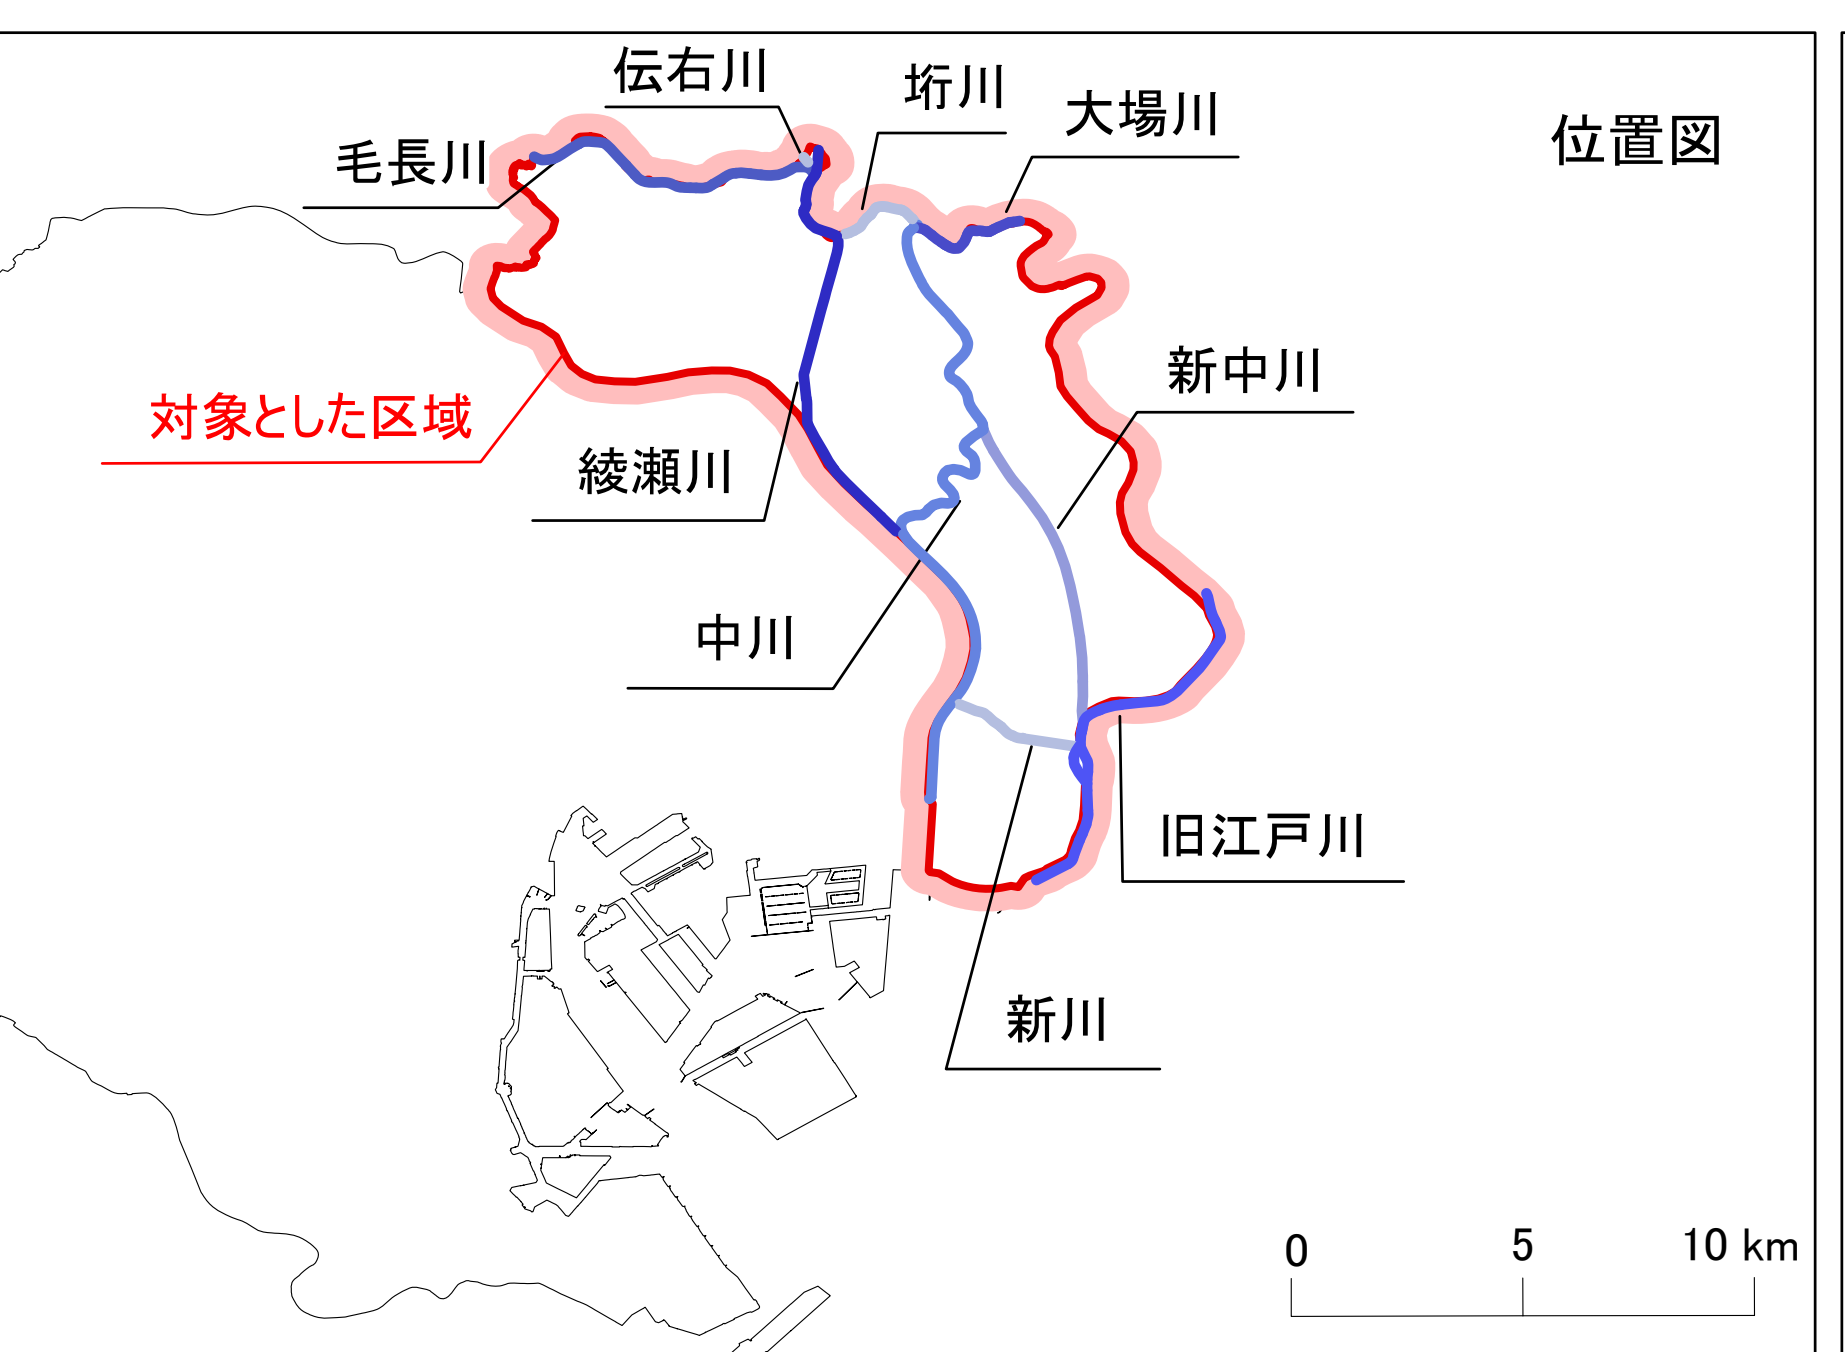 伝右川
垳川
大場川
位置図
毛長川
新中川
対象とした区域
綾瀬川
中川
旧江戸川
新川
0 5 10 km